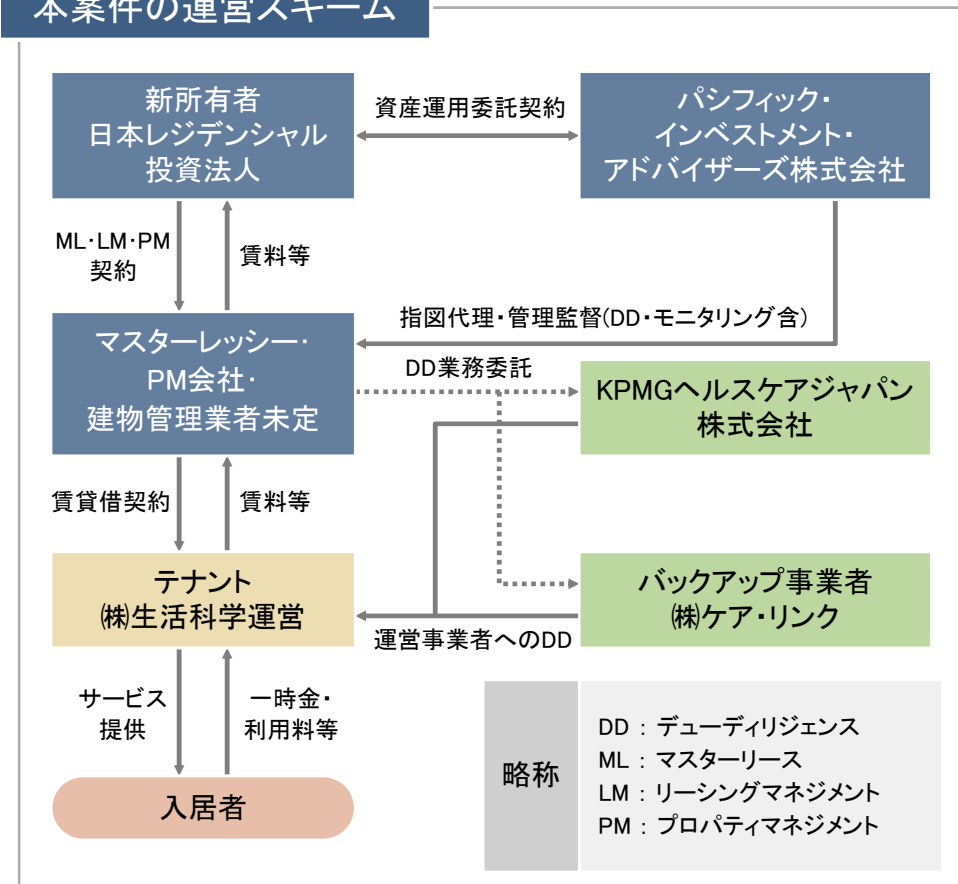 本案件の運営スキーム
新所有者
日本レジデンシャル
投資法人
資産運用委託契約
パシフィック・
インベストメント・
アドバイザーズ株式会社
ML・LM・PM
契約
賃料等
指図代理・管理監督(DD・モニタリング含)
マスターレッシー・
PM会社・
建物管理業者未定
DD業務委託
KPMGヘルスケアジャパン
株式会社
賃貸借契約
賃料等
テナント
㈱生活科学運営
バックアップ事業者
㈱ケア・リンク
運営事業者へのDD
サービス
提供
一時金・
利用料等
入居者
略称
DD : デューディリジェンス
ML : マスターリース
LM : リーシングマネジメント
PM : プロパティマネジメント